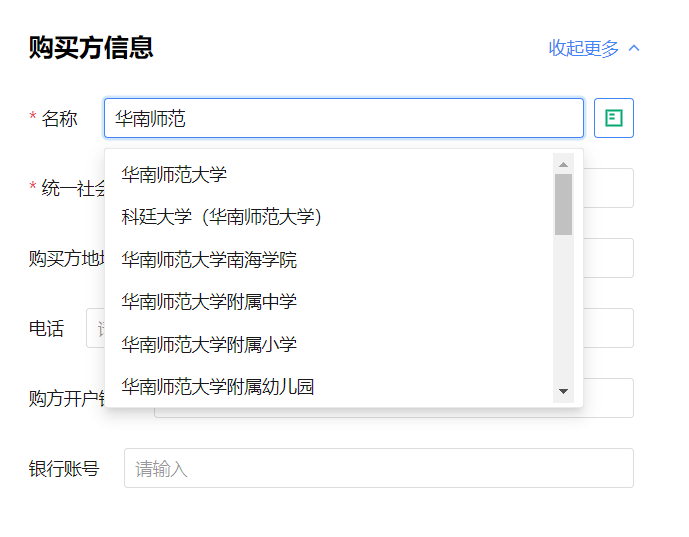 购买方信息
收起更多
* 名称 华南师范
华南师范大学
* 统一社会
科廷大学（华南师范大学）
购买方地
华南师范大学南海学院
华南师范大学附属中学
电话
华南师范大学附属小学
华南师范大学附属幼儿园
购方开户
银行账号 请输入